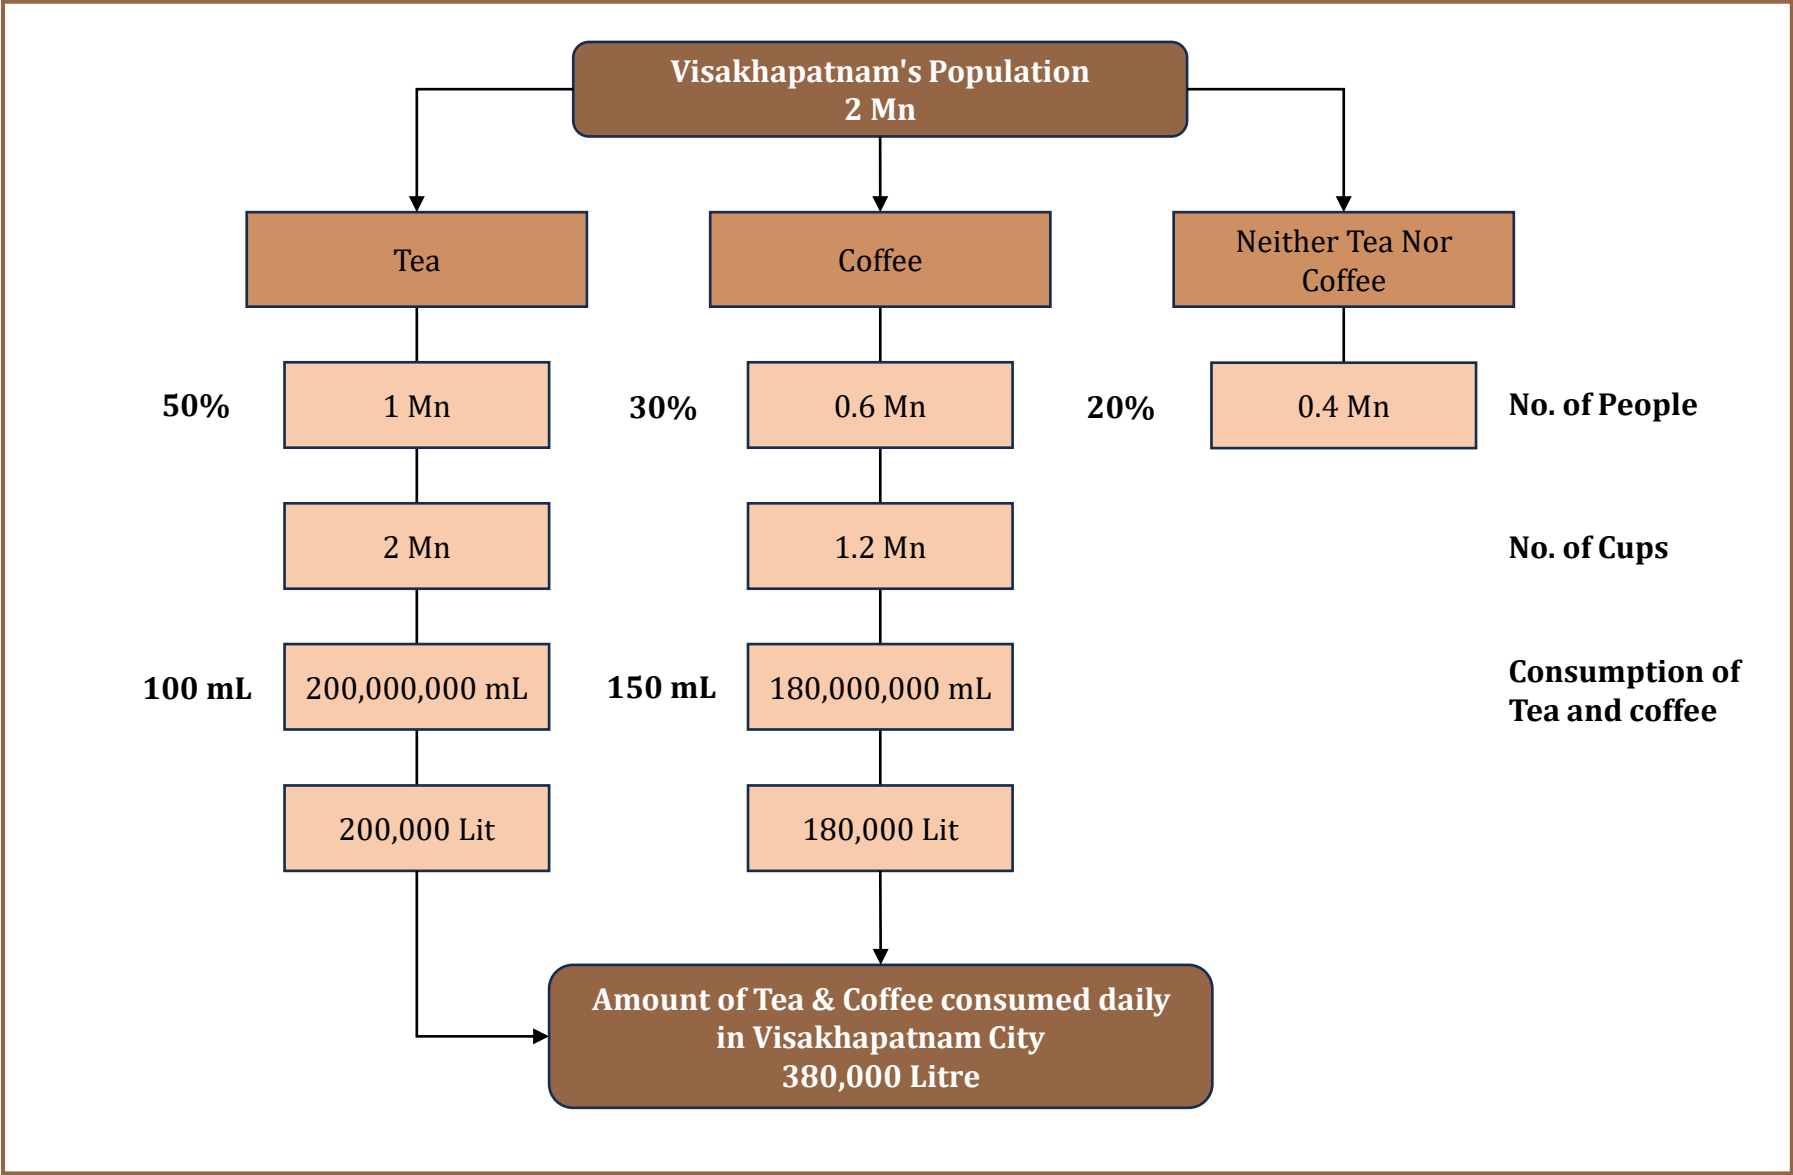 Visakhapatnam's Population
2 Mn
Tea
Coffee
Neither Tea Nor
Coffee
50%
1 Mn
30%
0.6 Mn
20%
0.4 Mn
No. of People
2 Mn
1.2 Mn
No. of Cups
100 mL
200,000,000 mL
150 mL
180,000,000 mL
Consumption of
Tea and coffee
200,000 Lit
180,000 Lit
Amount of Tea & Coffee consumed daily
in Visakhapatnam City
380,000 Litre